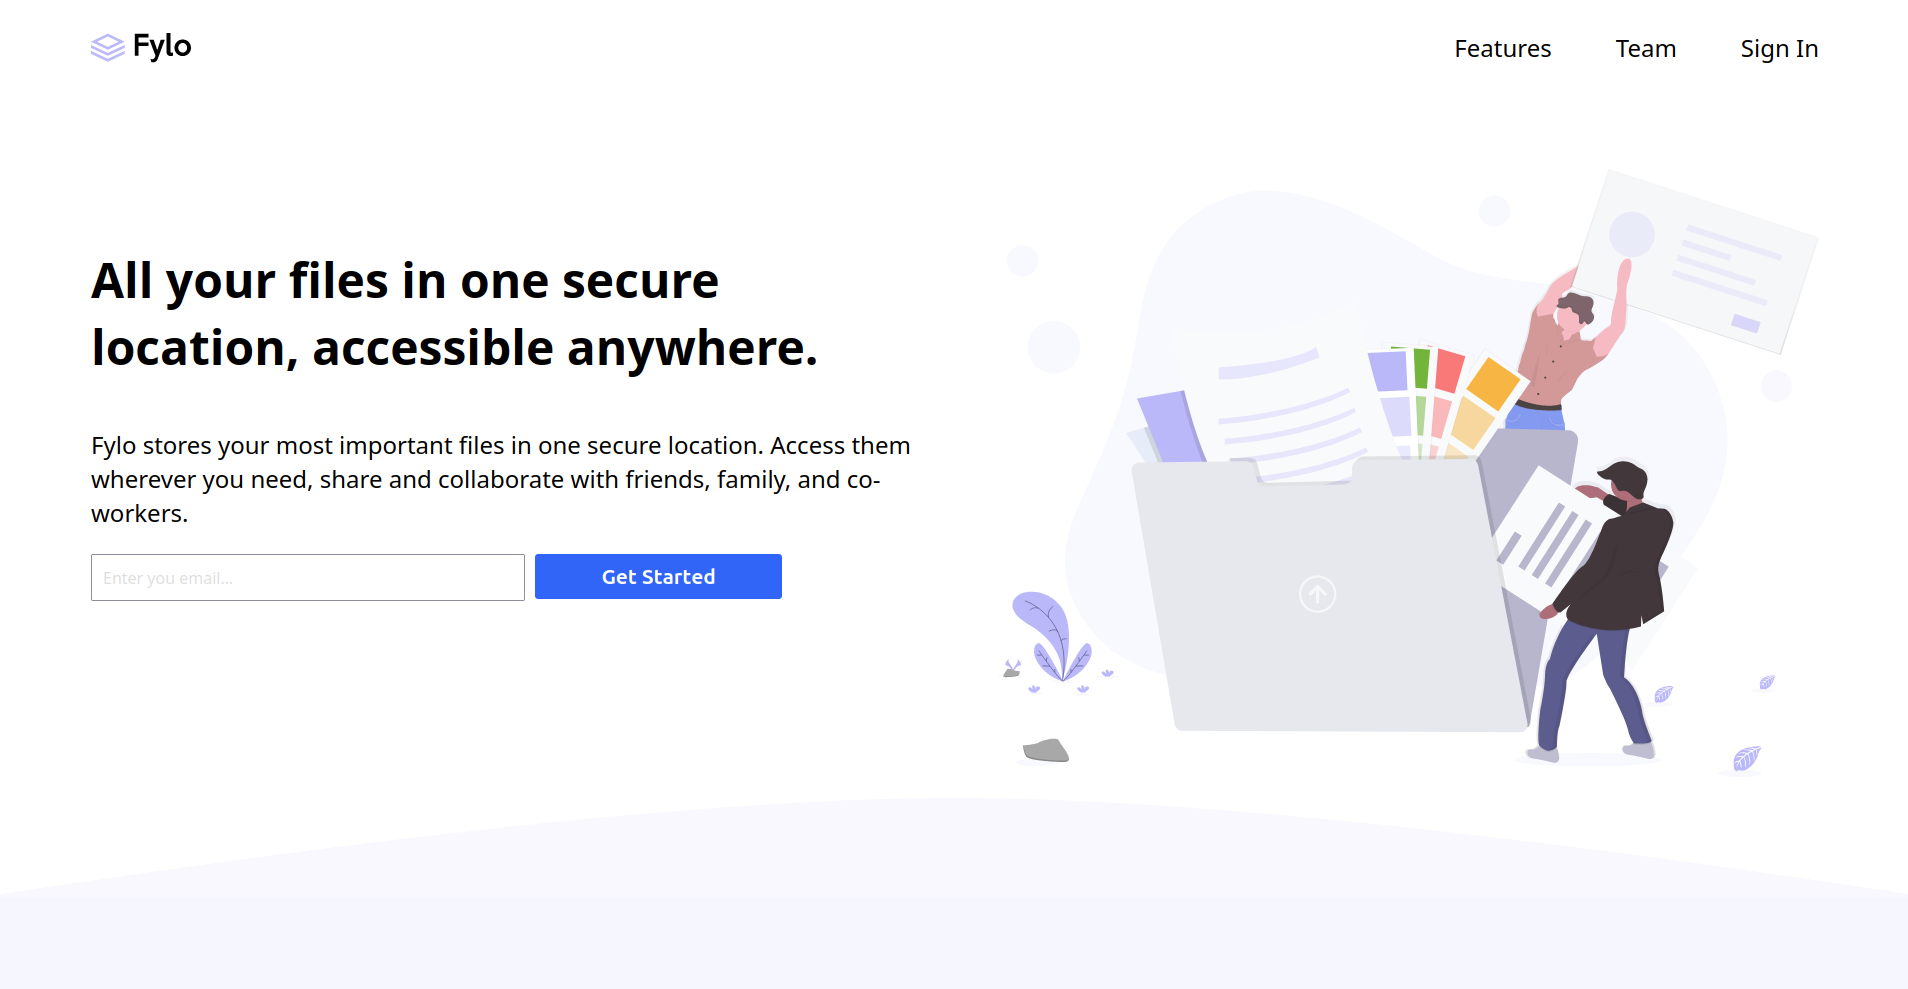 Fylo
Features
Team
Sign In
All your files in one secure
location, accessible anywhere.
Fylo stores your most important files in one secure location. Access them
wherever you need, share and collaborate with friends, family, and co-
workers.
Enter you email...
Get Started